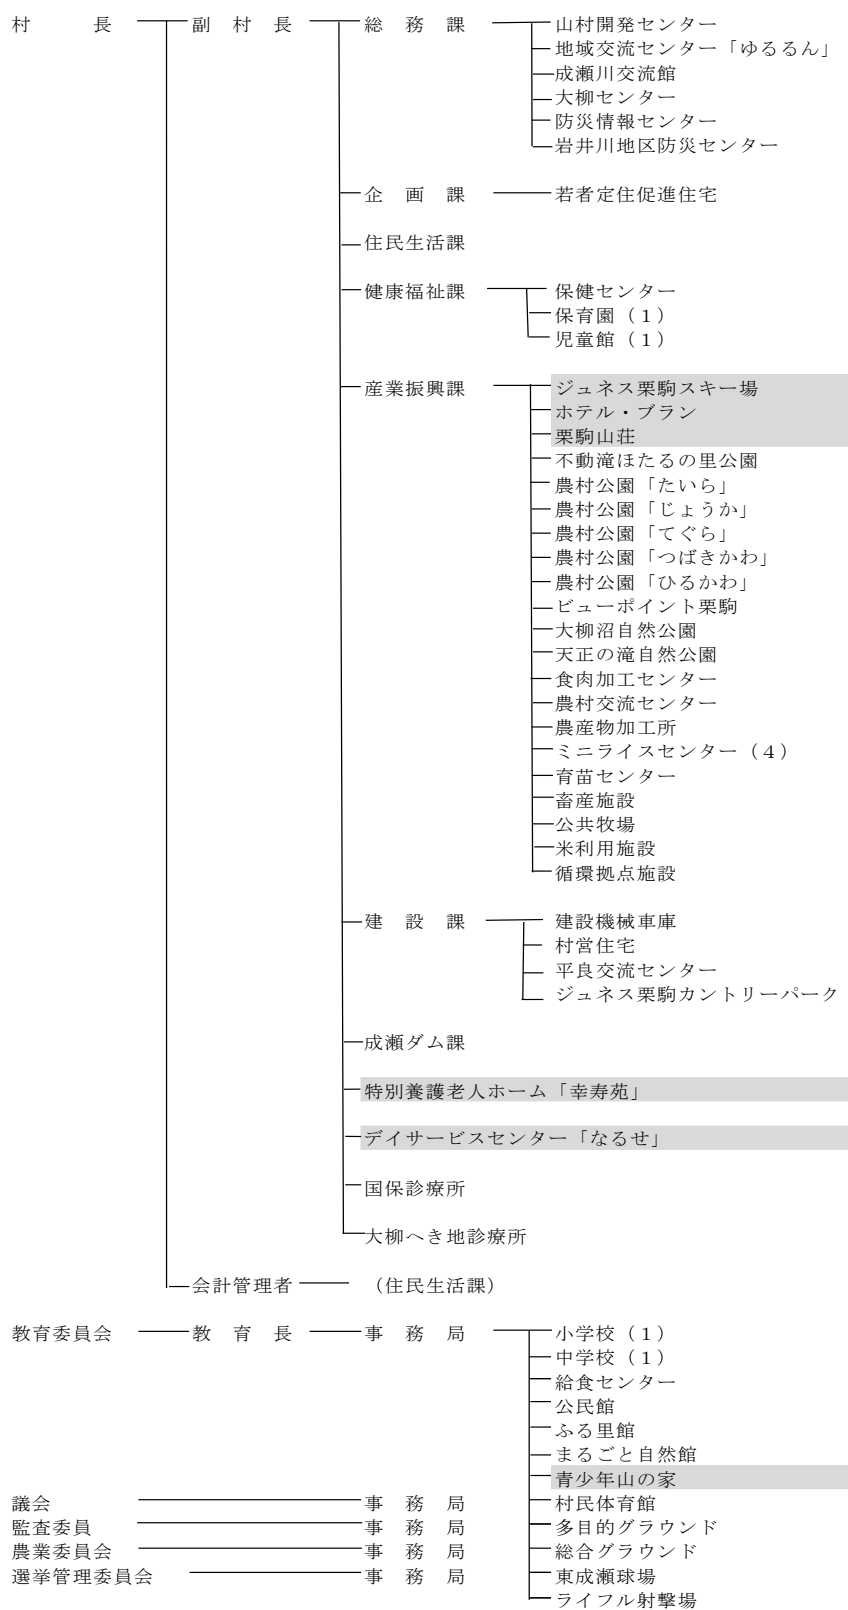 村　　　長 副　村　長 総　務　課 山村開発センター
地域交流センター「ゆるるん」
成瀬川交流館
大柳センター
防災情報センター
岩井川地区防災センター
企　画　課 若者定住促進住宅
住民生活課
健康福祉課 保健センター
保育園（１）
児童館（１）
産業振興課 ジュネス栗駒スキー場
ホテル・ブラン
栗駒山荘
不動滝ほたるの里公園
農村公園「たいら」
農村公園「じょうか」
農村公園「てぐら」
農村公園「つばきかわ」
農村公園「ひるかわ」
ビューポイント栗駒
大柳沼自然公園
天正の滝自然公園
食肉加工センター
農村交流センター
農産物加工所
ミニライスセンター（４）
育苗センター
畜産施設
公共牧場
米利用施設
循環拠点施設
建　設　課 建設機械車庫
村営住宅
平良交流センター
ジュネス栗駒カントリーパーク
成瀬ダム課
特別養護老人ホーム「幸寿苑」
デイサービスセンター「なるせ」
国保診療所
大柳へき地診療所
会計管理者 （住民生活課）
教育委員会 教　育　長 事　務　局 小学校（１）
中学校（１）
給食センター
公民館
ふる里館
まるごと自然館
青少年山の家
議会 事　務　局 村民体育館
監査委員 事　務　局 多目的グラウンド
農業委員会 事　務　局 総合グラウンド
選挙管理委員会 事　務　局 東成瀬球場
ライフル射撃場